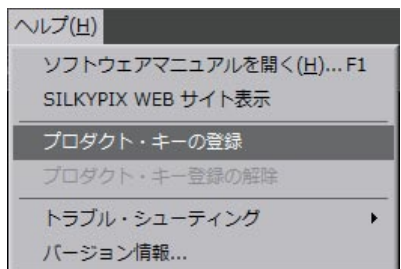 ヘルプ(H)
ソフトウェアマニュアルを開く(H)... F1
SILKYPIX WEB サイト表示
プロダクト・キーの登録
プロダクト・キー登録の解除
トラブル・シューティング
バージョン情報...